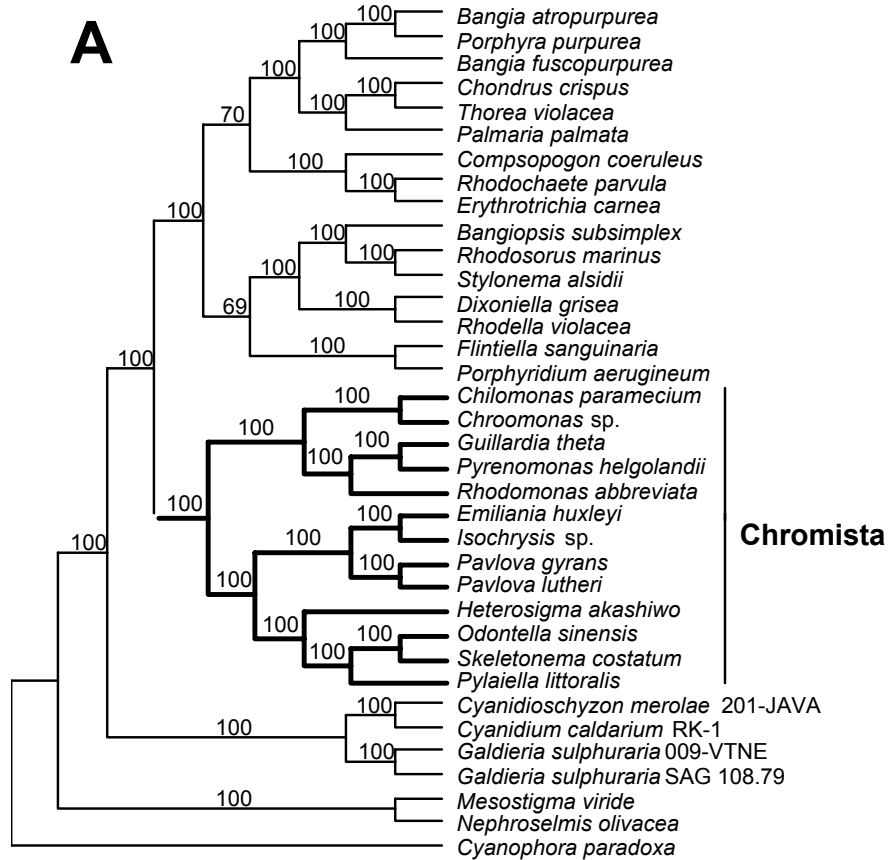 A
100
Bangia atropurpurea
100
Porphyra purpurea
Bangia fuscopurpurea
100
100
Chondrus crispus
100
Thorea violacea
Palmaria palmata
70
100
Compsopogon coeruleus
100
Rhodochaete parvula
Erythrotrichia carnea
100
100
Bangiopsis subsimplex
100
Rhodosorus marinus
Stylonema alsidii
100
100
Dixoniella grisea
Rhodella violacea
69
100
Flintiella sanguinaria
Porphyridium aerugineum
100
100
Chilomonas paramecium
Chroomonas sp.
100
100
Guillardia theta
100
Pyrenomonas helgolandii
Rhodomonas abbreviata
100
100
Emiliania huxleyi
100
Isochrysis sp.
100
Pavlova gyrans
Pavlova lutheri
100
Heterosigma akashiwo
100
100
Odontella sinensis
100
Skeletonema costatum
Pylaiella littoralis
Chromista
100
100
Cyanidioschyzon merolae 201-JAVA
100
Cyanidium caldarium RK-1
100
Galdieria sulphuraria 009-VTNE
Galdieria sulphuraria SAG 108.79
100
Mesostigma viride
Nephroselmis olivacea
Cyanophora paradoxa